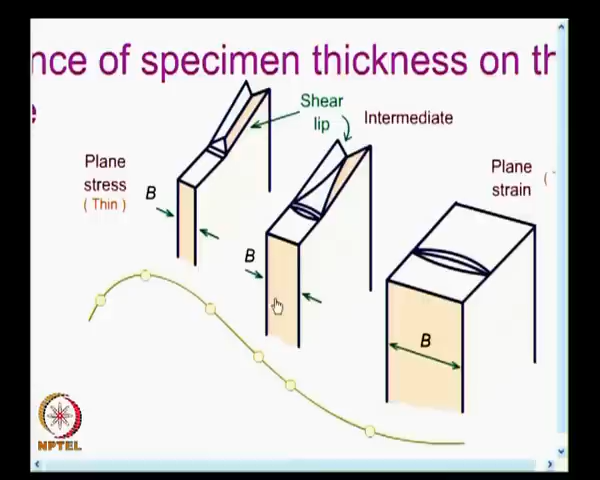 nce of specimen thickness on th
e
Shear
lip
Intermediate
Plane
stress
( Thin )
B
Plane
strain
(
B
B
NPTEL